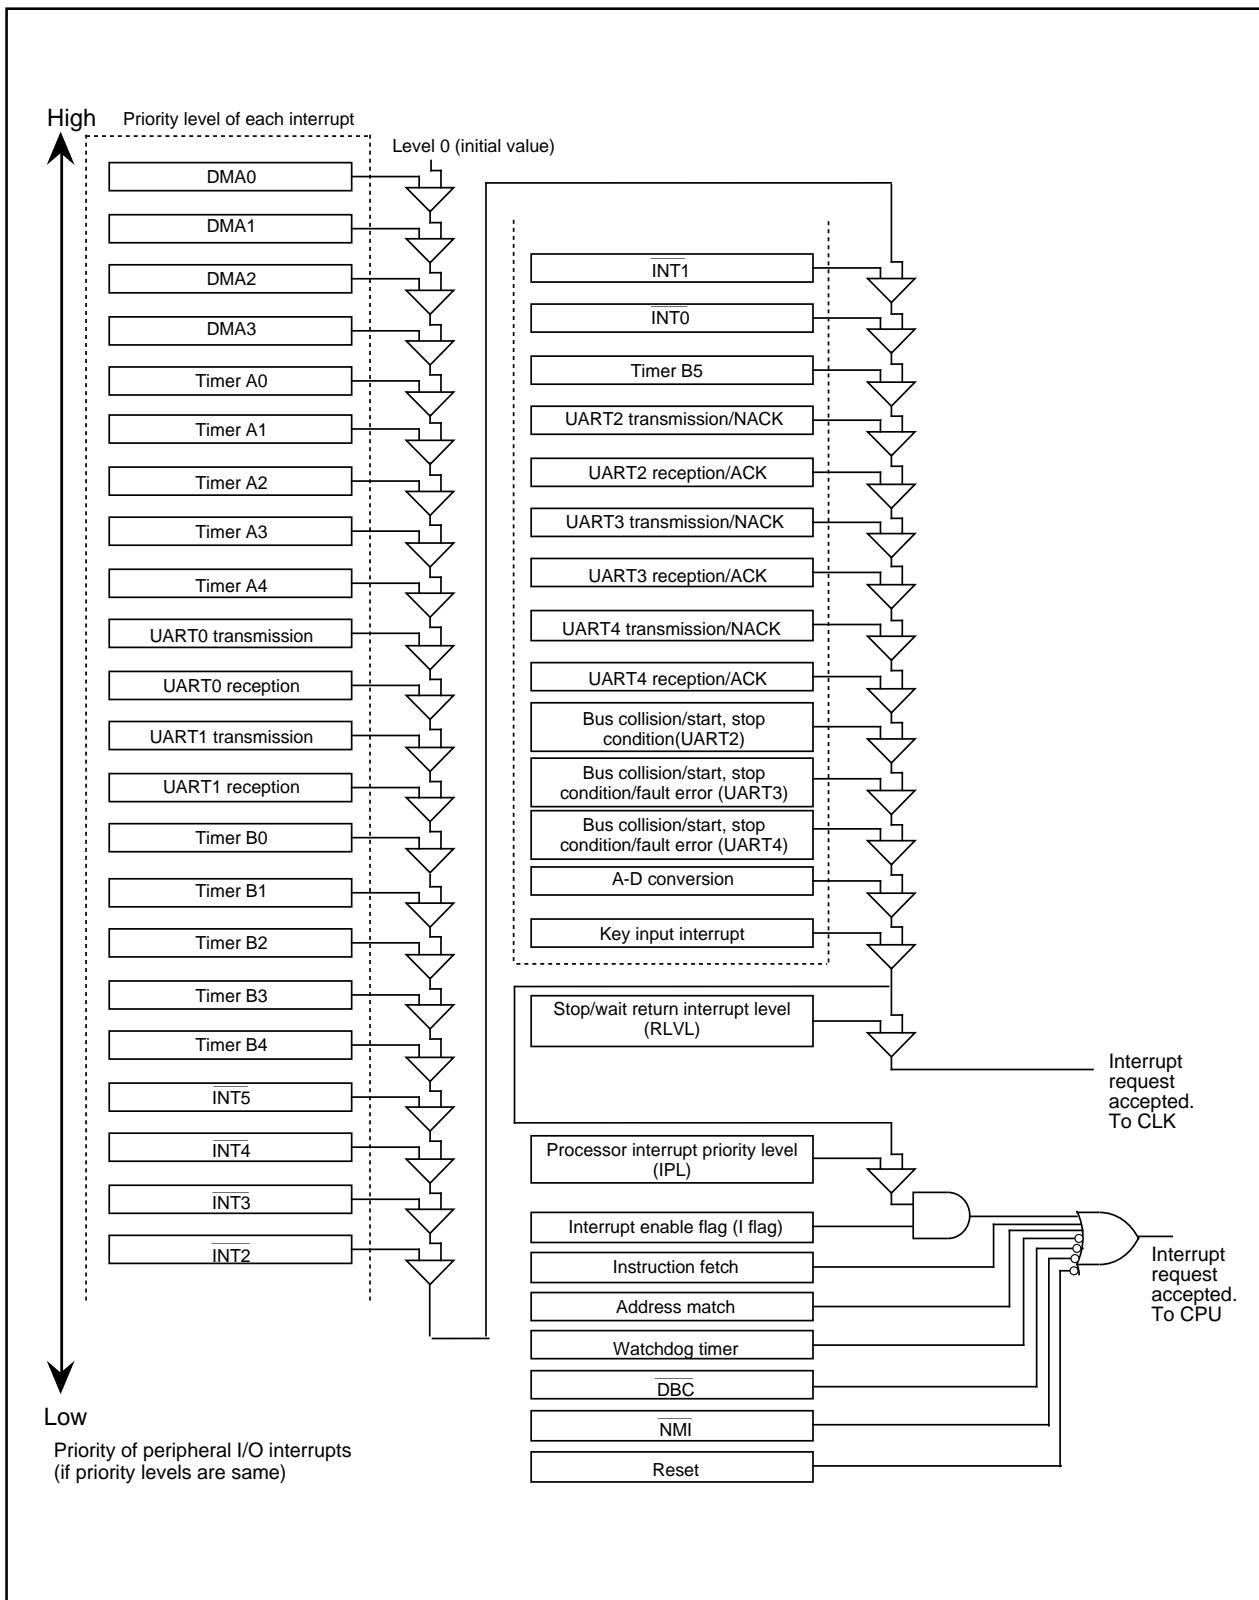 High
Priority level of each interrupt
Level 0 (initial value)
DMA0
DMA1
DMA2
DMA3
Timer A0
Timer A1
Timer A2
Timer A3
Timer A4
UART0 transmission
UART0 reception
UART1 transmission
UART1 reception
Timer B0
Timer B1
Timer B2
Timer B3
Timer B4
INT5
INT4
INT3
INT2
Low
Priority of peripheral I/O interrupts
(if priority levels are same)
INT1
INT0
Timer B5
UART2 transmission/NACK
UART2 reception/ACK
UART3 transmission/NACK
UART3 reception/ACK
UART4 transmission/NACK
UART4 reception/ACK
Bus collision/start, stop
condition(UART2)
Bus collision/start, stop
condition/fault error (UART3)
Bus collision/start, stop
condition/fault error (UART4)
A-D conversion
Key input interrupt
Stop/wait return interrupt level
(RLVL)
Interrupt
request
accepted.
To CLK
Processor interrupt priority level
(IPL)
Interrupt enable flag (I flag)
Instruction fetch
Address match
Watchdog timer
DBC
NMI
Reset
Interrupt
request
accepted.
To CPU